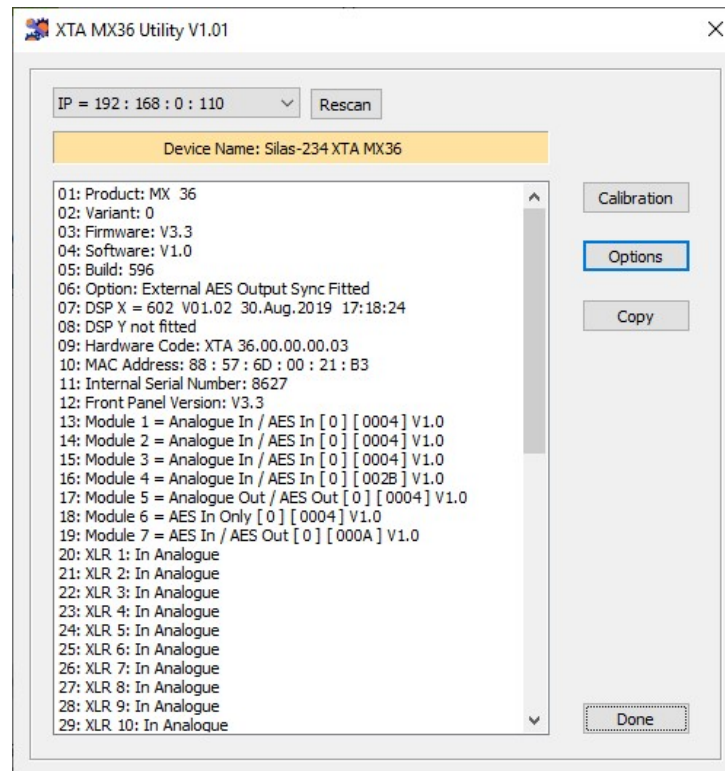 XTA MX36 Utility V1.01
IP = 192 : 168 : 0 : 110
Rescan
Device Name: Silas-234 XTA MX36
01: Product: MX 36
02: Variant: 0
03: Firmware: V3.3
04: Software: V1.0
05: Build: 596
06: Option: External AES Output Sync Fitted
07: DSP X = 602 V01.02 30.Aug.2019 17:18:24
08: DSP Y not fitted
09: Hardware Code: XTA 36.00.00.00.03
10: MAC Address: 88 : 57 : 6D : 00 : 21 : B3
11: Internal Serial Number: 8627
12: Front Panel Version: V3.3
13: Module 1 = Analogue In / AES In [ 0 ] [ 0004 ] V1.0
14: Module 2 = Analogue In / AES In [ 0 ] [ 0004 ] V1.0
15: Module 3 = Analogue In / AES In [ 0 ] [ 0004 ] V1.0
16: Module 4 = Analogue In / AES In [ 0 ] [ 002B ] V1.0
17: Module 5 = Analogue Out / AES Out [ 0 ] [ 0004 ] V1.0
18: Module 6 = AES In Only [ 0 ] [ 0004 ] V1.0
19: Module 7 = AES In / AES Out [ 0 ] [ 000A ] V1.0
20: XLR 1: In Analogue
21: XLR 2: In Analogue
22: XLR 3: In Analogue
23: XLR 4: In Analogue
24: XLR 5: In Analogue
25: XLR 6: In Analogue
26: XLR 7: In Analogue
27: XLR 8: In Analogue
28: XLR 9: In Analogue
29: XLR 10: In Analogue
Calibration
Options
Copy
Done